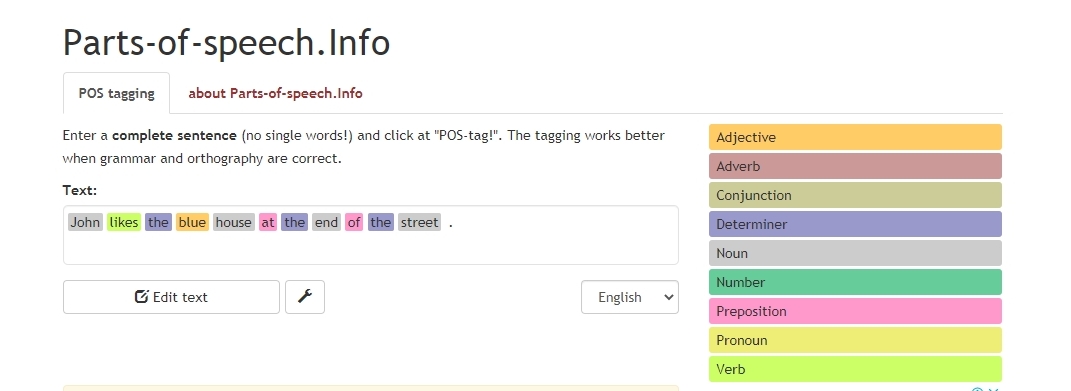 Parts-of-speech.Info
POS tagging
about Parts-of-speech.Info
Enter a complete sentence (no single words!) and click at "POS-tag!". The tagging works better
when grammar and orthography are correct.
Text:
John likes the blue house at the end of the street .
Edit text
English
Adjective
Adverb
Conjunction
Determiner
Noun
Number
Preposition
Pronoun
Verb